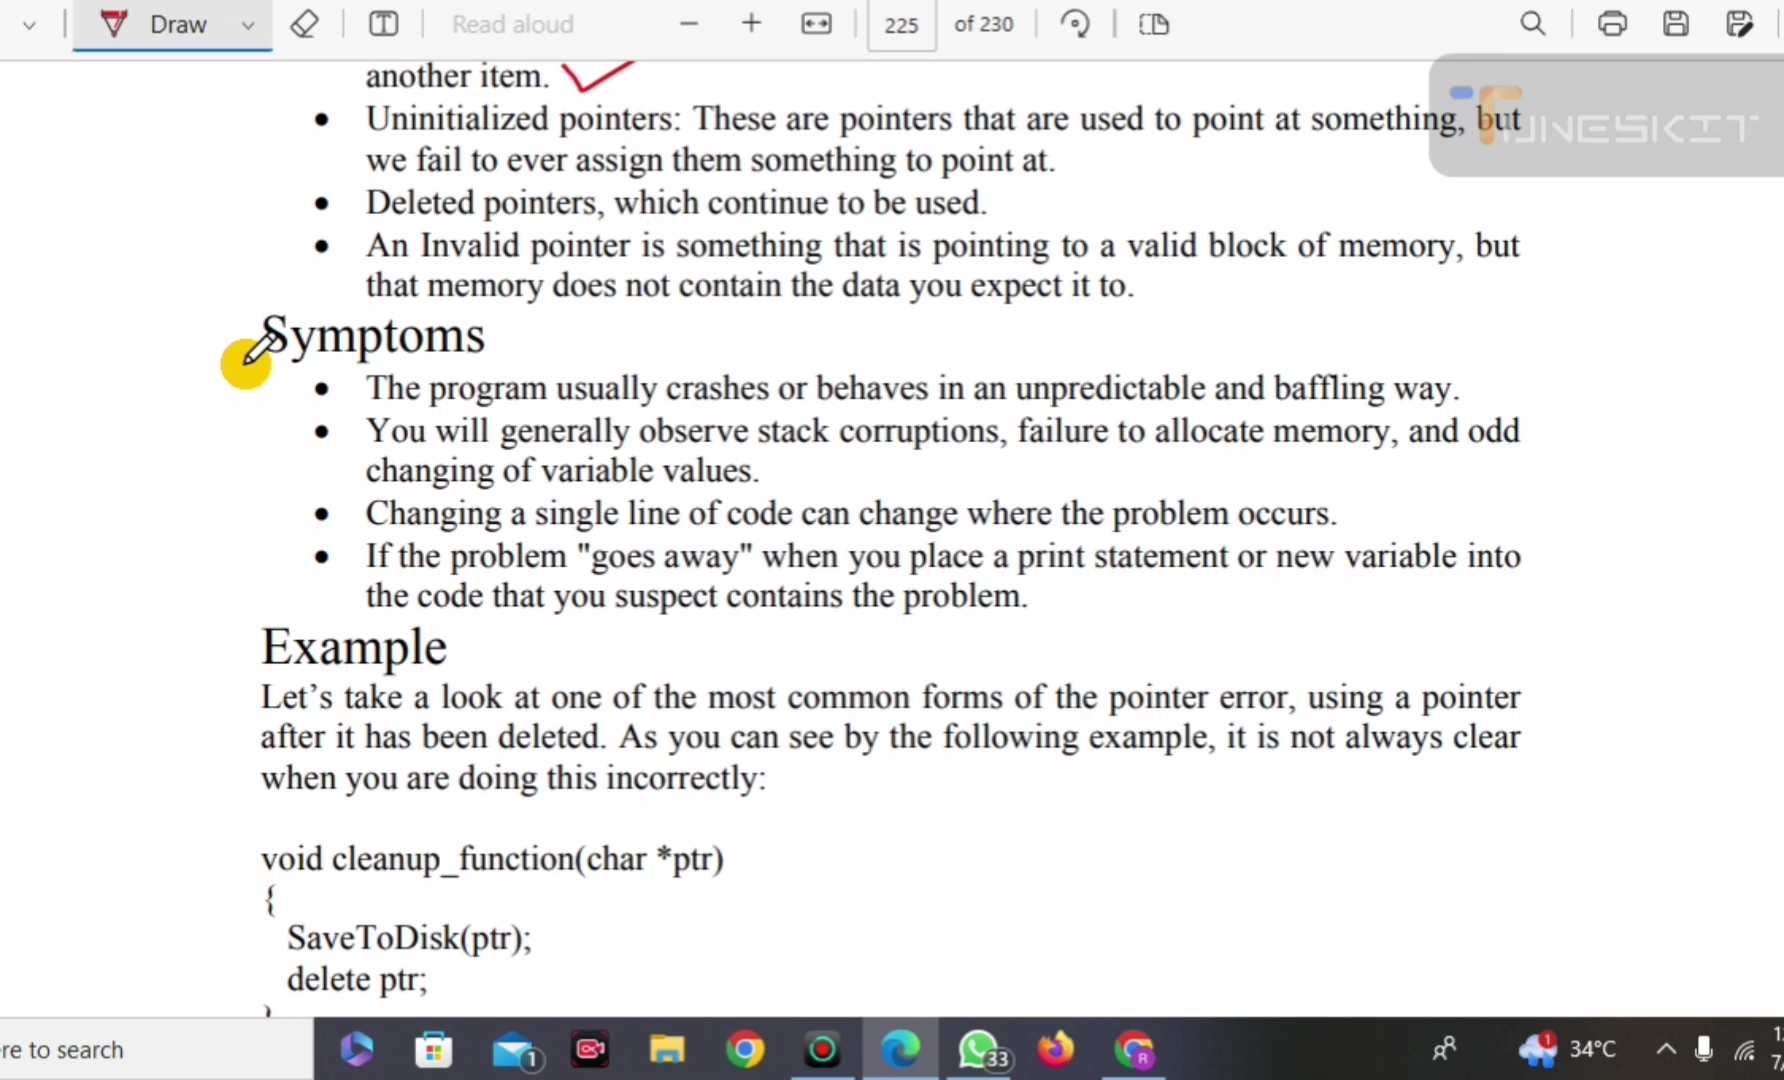 Draw
Read aloud
225 of 230
another item.
TUNESKIT
• Uninitialized pointers: These are pointers that are used to point at something, but
we fail to ever assign them something to point at.
• Deleted pointers, which continue to be used.
• An Invalid pointer is something that is pointing to a valid block of memory, but
that memory does not contain the data you expect it to.
Symptoms
• The program usually crashes or behaves in an unpredictable and baffling way.
• You will generally observe stack corruptions, failure to allocate memory, and odd
changing of variable values.
• Changing a single line of code can change where the problem occurs.
• If the problem "goes away" when you place a print statement or new variable into
the code that you suspect contains the problem.
Example
Let’s take a look at one of the most common forms of the pointer error, using a pointer
after it has been deleted. As you can see by the following example, it is not always clear
when you are doing this incorrectly:
void cleanup_function(char *ptr)
{
SaveToDisk(ptr);
delete ptr;
re to search
1
33
R
1
34°C